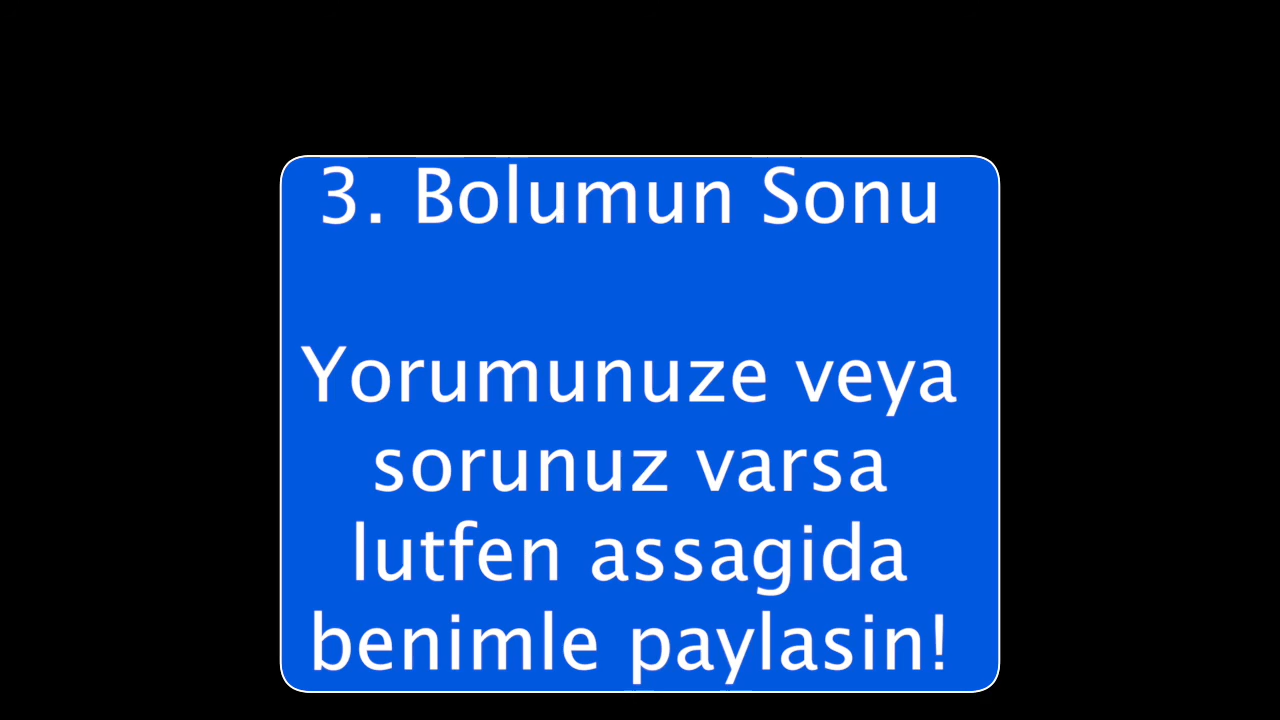 3. Bolumun Sonu
Yorumunuze veya
sorunuz varsa
lutfen assagida
benimle paylasin!